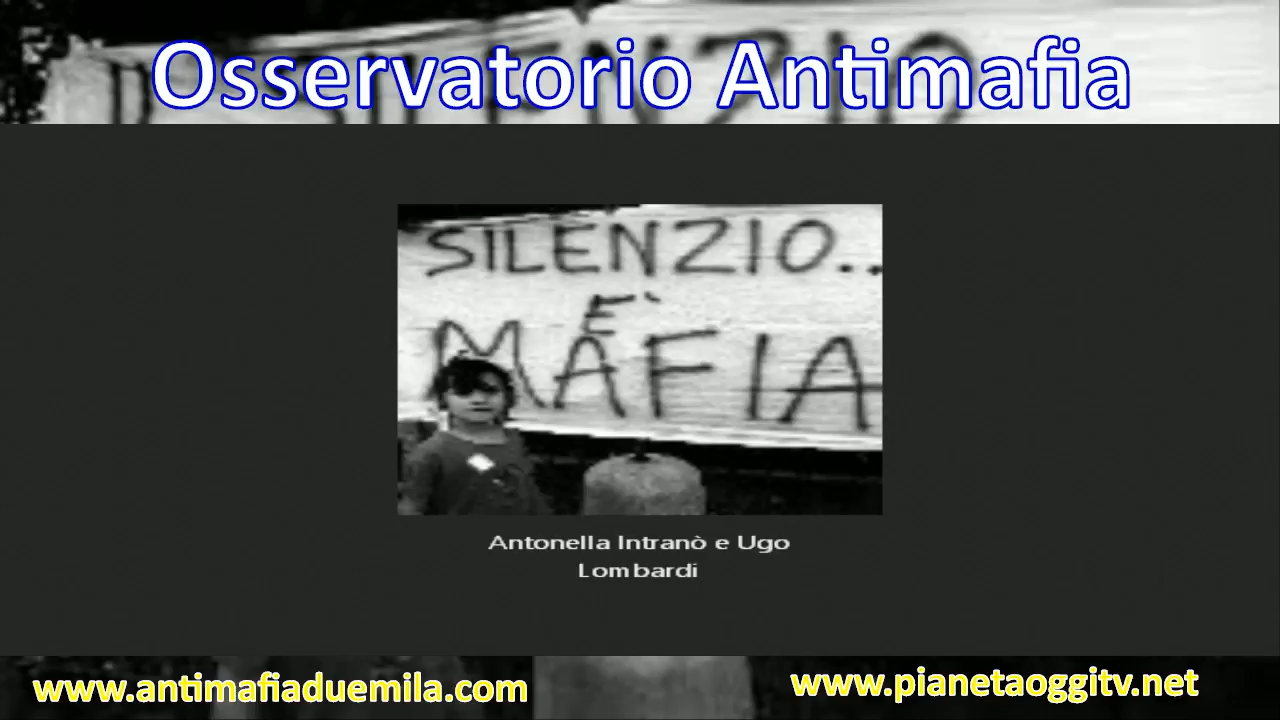 Osservatorio Antimafia
SILENZIO..
E'
MAFIA
Antonella Intranò e Ugo
Lombardi
www.antimafiaduemila.com
www.pianetaoggitv.net